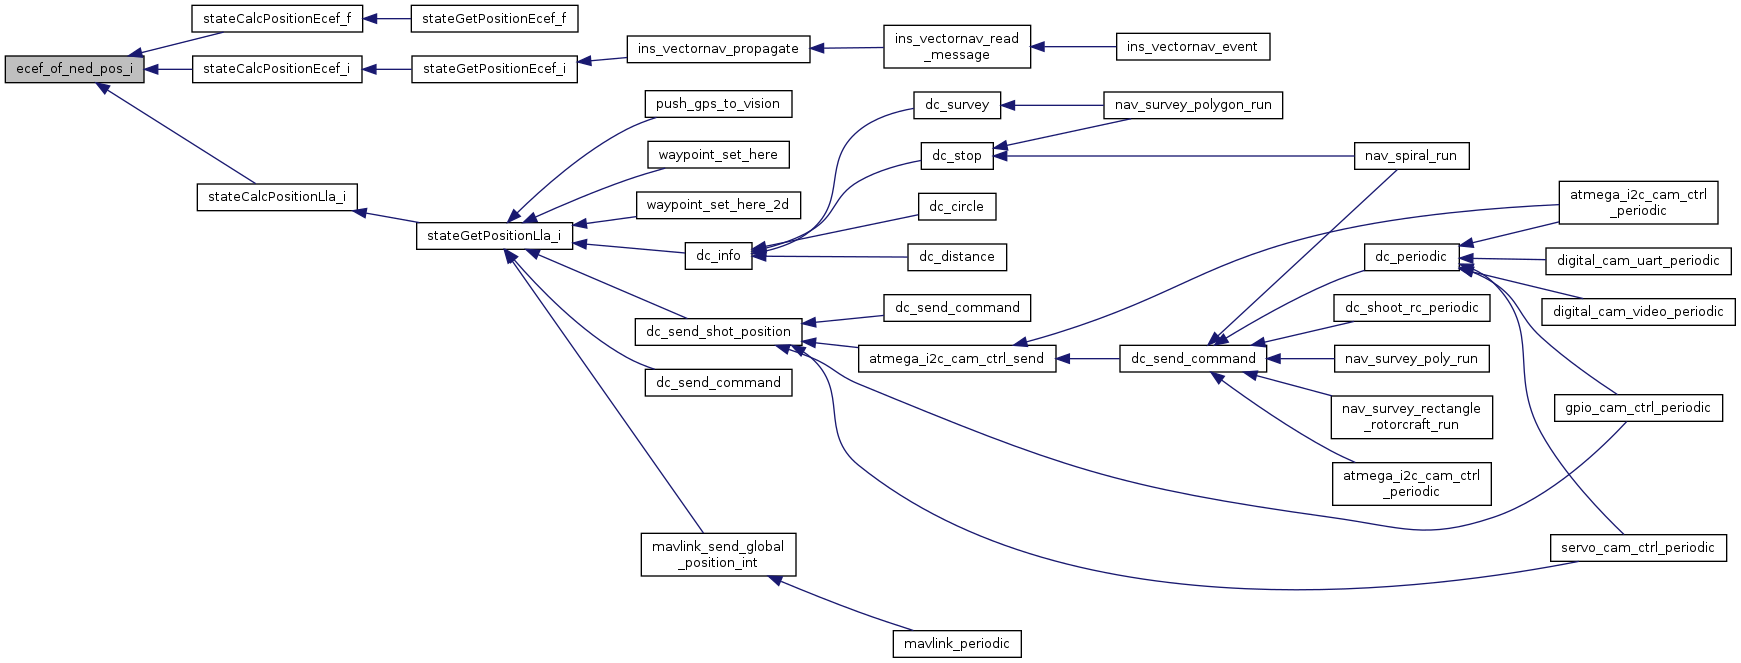 stateCalcPositionEcef_f
stateGetPositionEcef_f
ecef_of_ned_pos_i
stateCalcPositionEcef_i
stateGetPositionEcef_i
ins_vectornav_propagate
ins_vectornav_read
_message
ins_vectornav_event
stateCalcPositionLla_i
stateGetPositionLla_i
push_gps_to_vision
waypoint_set_here
waypoint_set_here_2d
dc_info
dc_survey
dc_stop
dc_circle
dc_distance
nav_survey_polygon_run
nav_spiral_run
dc_send_shot_position
dc_send_command
dc_send_command
atmega_i2c_cam_ctrl_send
dc_send_command
dc_periodic
dc_shoot_rc_periodic
nav_survey_poly_run
nav_survey_rectangle
_rotorcraft_run
atmega_i2c_cam_ctrl
_periodic
atmega_i2c_cam_ctrl
_periodic
digital_cam_uart_periodic
digital_cam_video_periodic
gpio_cam_ctrl_periodic
servo_cam_ctrl_periodic
mavlink_send_global
_position_int
mavlink_periodic